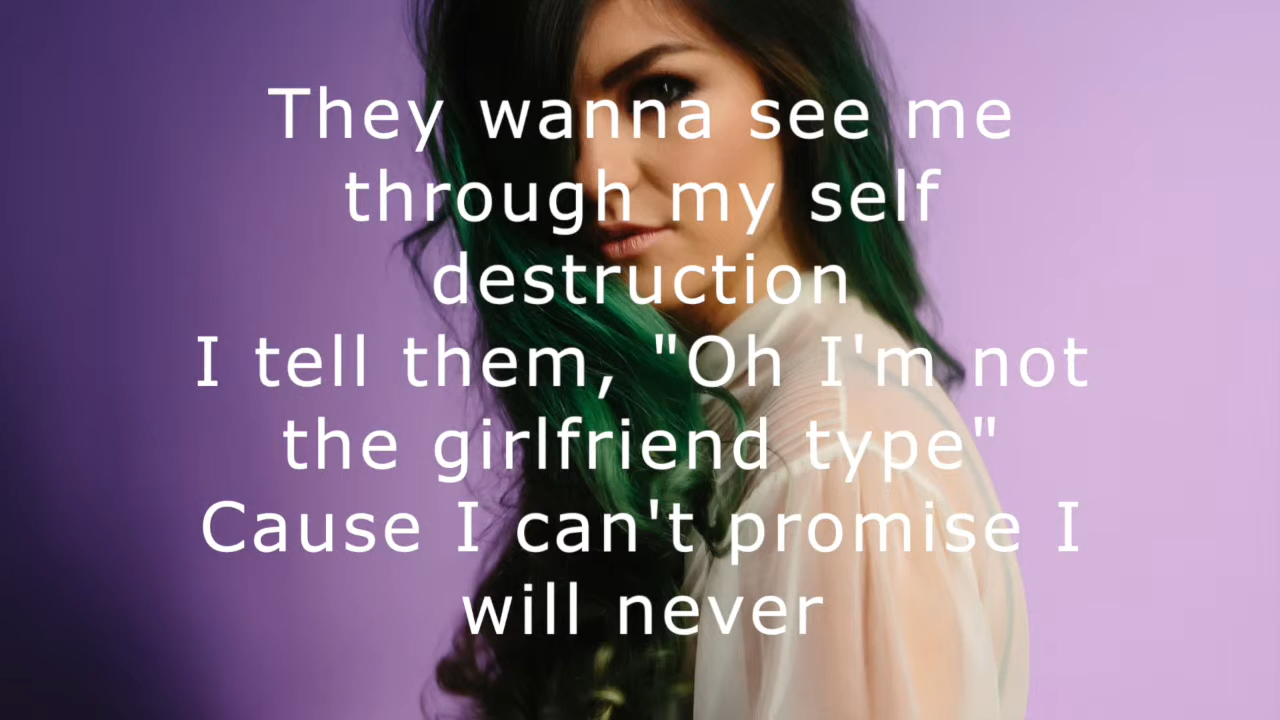 They wanna see me
through my self
destruction
I tell them, "Oh I'm not
the girlfriend type"
Cause I can't promise I
will never